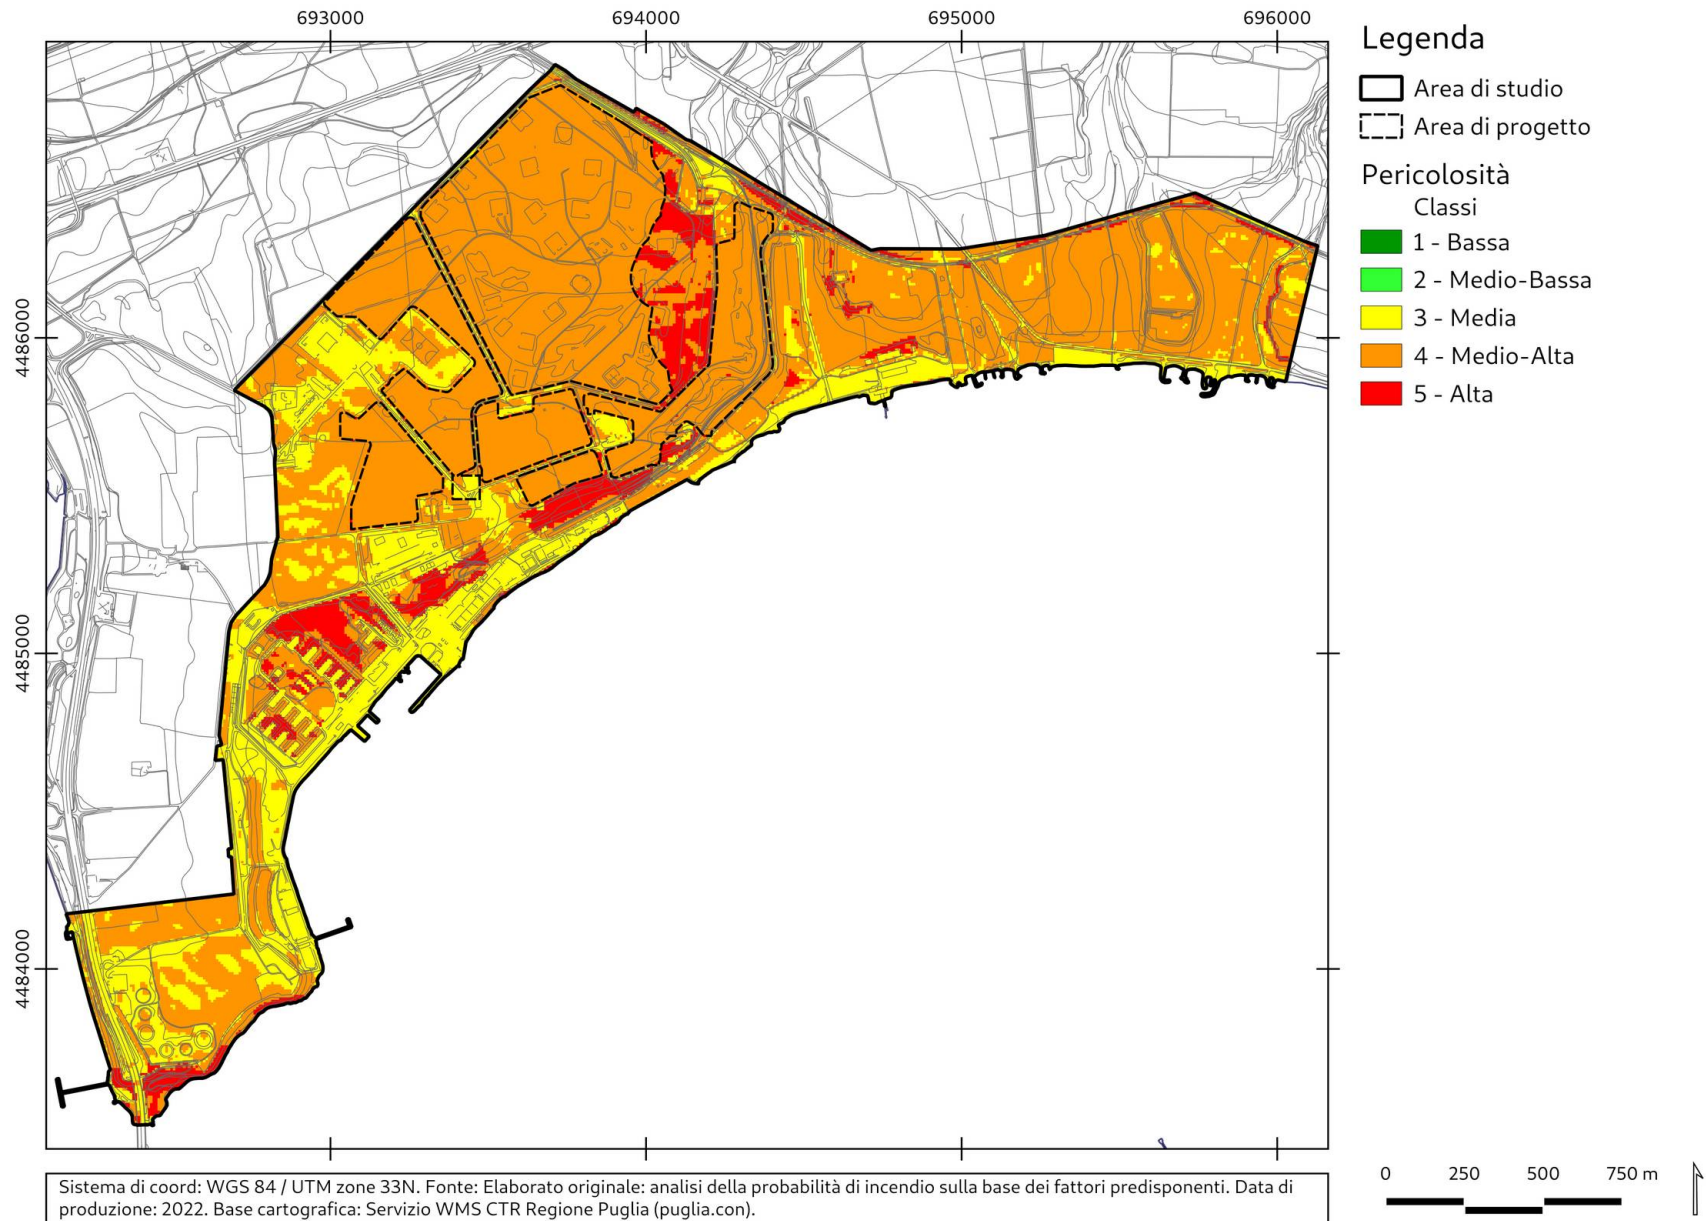 693000 694000 695000 696000
4486000
4485000
4484000
Legenda
Area di studio
Area di progetto
Pericolosità
Classi
1 - Bassa
2 - Medio-Bassa
3 - Media
4 - Medio-Alta
5 - Alta
0 250 500 750 m
Sistema di coord: WGS 84 / UTM zone 33N. Fonte: Elaborato originale: analisi della probabilità di incendio sulla base dei fattori predisponenti. Data di
produzione: 2022. Base cartografica: Servizio WMS CTR Regione Puglia (puglia.con).